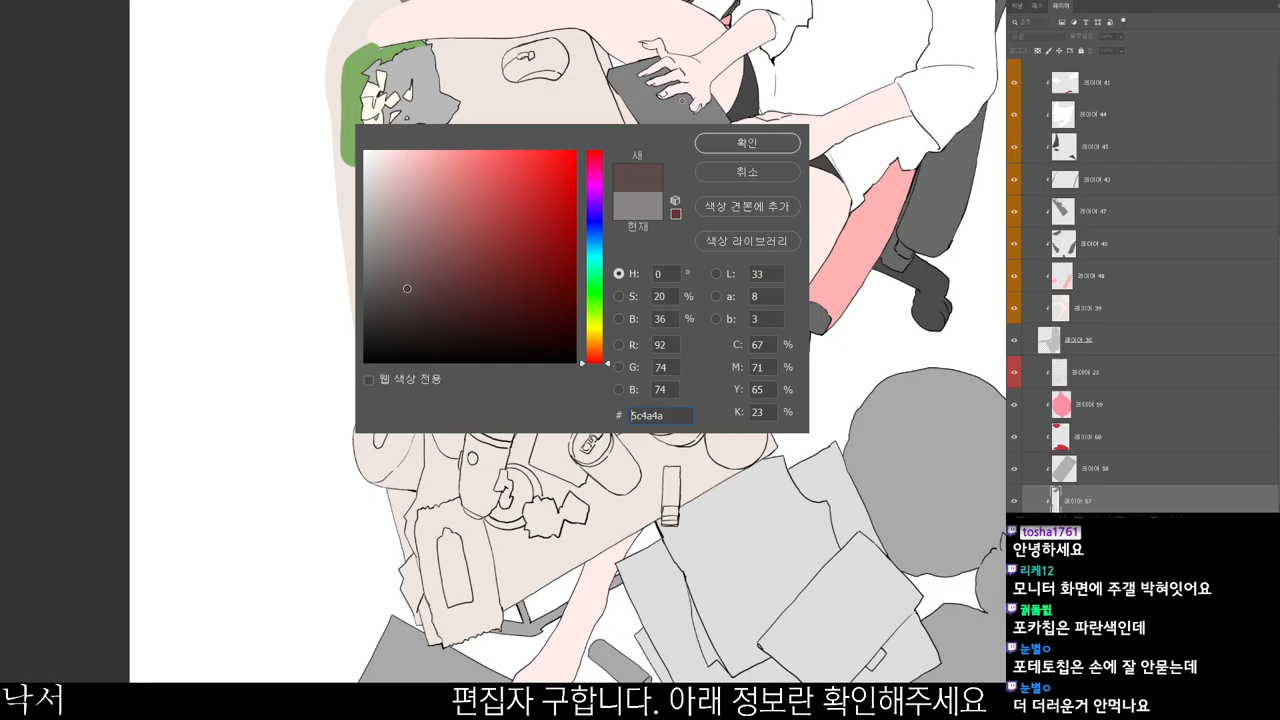 레이어
레이어 41
레이어 44
레이어 45
레이어 43
레이어 47
레이어 49
레이어 48
레이어 39
레이어 30
레이어 23
레이어 59
레이어 60
레이어 58
레이어 57
새
현재
확인
취소
색상 견본에 추가
색상 라이브러리
H: 0 °
S: 20 %
B: 36 %
R: 92
G: 74
B: 74
# 5c4a4a
L: 33
a: 8
b: 3
C: 67 %
M: 71 %
Y: 65 %
K: 23 %
웹 색상 전용
tosha1761
안녕하세요
리케12
모니터 화면에 주갤 박혀잇어요
포카칩은 파란색인데
눈별ㅇ
포테토칩은 손에 잘 안묻는데
눈별ㅇ
더 더러운거 안먹나요
낙서
편집자 구합니다. 아래 정보란 확인해주세요